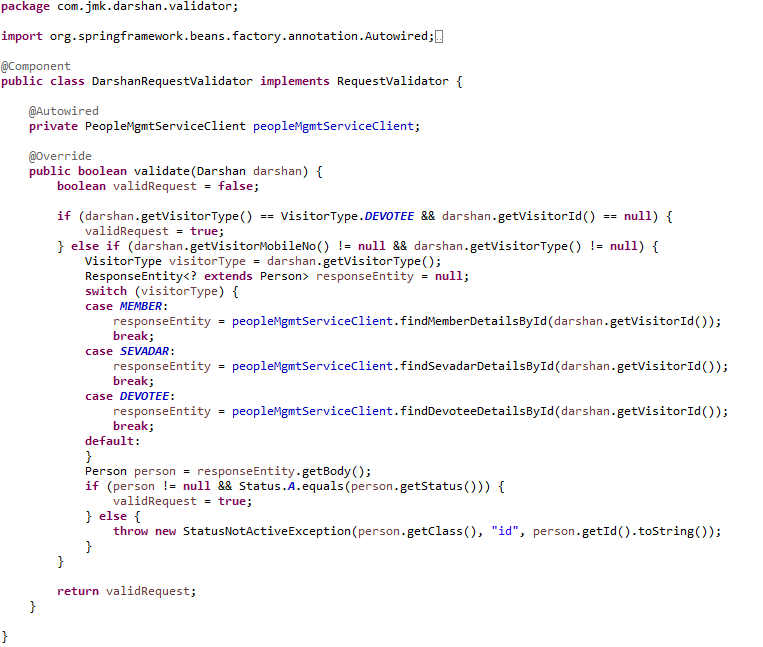 package com.jmk.darshan.validator;
import org.springframework.beans.factory.annotation.Autowired;
@Component
public class DarshanRequestValidator implements RequestValidator {
@Autowired
private PeopleMgmtServiceClient peopleMgmtServiceClient;
@Override
public boolean validate(Darshan darshan) {
boolean validRequest = false;
if (darshan.getVisitorType() == VisitorType.DEVOTEE && darshan.getVisitorId() == null) {
validRequest = true;
} else if (darshan.getVisitorMobileNo() != null && darshan.getVisitorType() != null) {
VisitorType visitorType = darshan.getVisitorType();
ResponseEntity<? extends Person> responseEntity = null;
switch (visitorType) {
case MEMBER:
responseEntity = peopleMgmtServiceClient.findMemberDetailsById(darshan.getVisitorId());
break;
case SEVADAR:
responseEntity = peopleMgmtServiceClient.findSevadarDetailsById(darshan.getVisitorId());
break;
case DEVOTEE:
responseEntity = peopleMgmtServiceClient.findDevoteeDetailsById(darshan.getVisitorId());
break;
default:
}
Person person = responseEntity.getBody();
if (person != null && Status.A.equals(person.getStatus())) {
validRequest = true;
} else {
throw new StatusNotActiveException(person.getClass(), "id", person.getId().toString());
}
}
return validRequest;
}
}